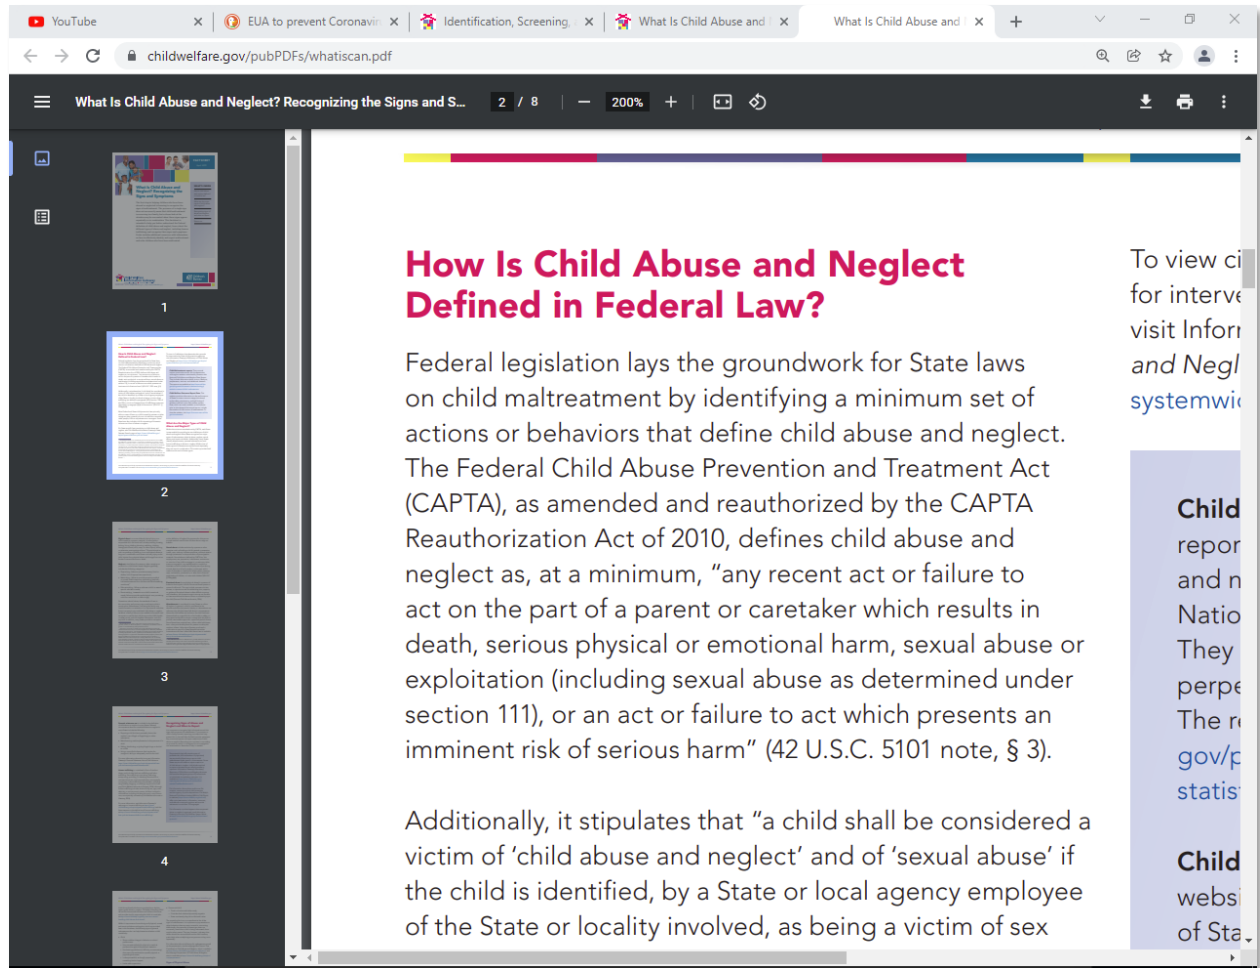 YouTube
EUA to prevent Coronavir
Identification, Screening,
What Is Child Abuse and
What Is Child Abuse and
childwelfare.gov/pubPDFs/whatiscan.pdf
What Is Child Abuse and Neglect? Recognizing the Signs and S...
2 / 8
200%
1
2
3
4
How Is Child Abuse and Neglect
Defined in Federal Law?
Federal legislation lays the groundwork for State laws
on child maltreatment by identifying a minimum set of
actions or behaviors that define child abuse and neglect.
The Federal Child Abuse Prevention and Treatment Act
(CAPTA), as amended and reauthorized by the CAPTA
Reauthorization Act of 2010, defines child abuse and
neglect as, at a minimum, “any recent act or failure to
act on the part of a parent or caretaker which results in
death, serious physical or emotional harm, sexual abuse or
exploitation (including sexual abuse as determined under
section 111), or an act or failure to act which presents an
imminent risk of serious harm” (42 U.S.C. 5101 note, § 3).
Additionally, it stipulates that “a child shall be considered a
victim of ‘child abuse and neglect’ and of ‘sexual abuse’ if
the child is identified, by a State or local agency employee
of the State or locality involved, as being a victim of sex
To view ci
for interve
visit Inforr
and Negl
systemwi
Child
repor
and n
Natio
They
perpe
The re
gov/p
statis
Child
websi
of Sta